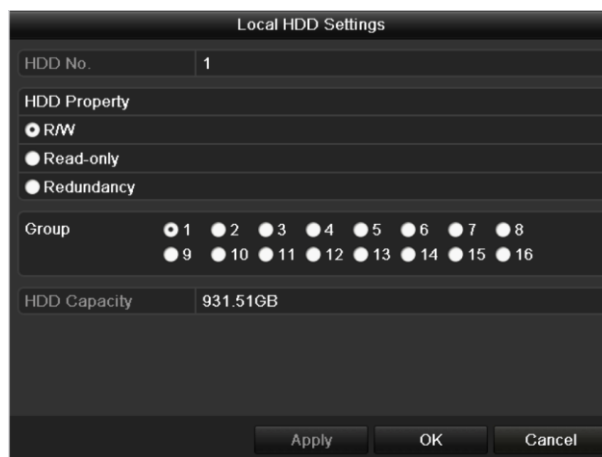 Local HDD Settings
HDD No. 1
HDD Property
R/W
Read-only
Redundancy
Group 1 2 3 4 5 6 7 8
9 10 11 12 13 14 15 16
HDD Capacity 931.51GB
Apply OK Cancel